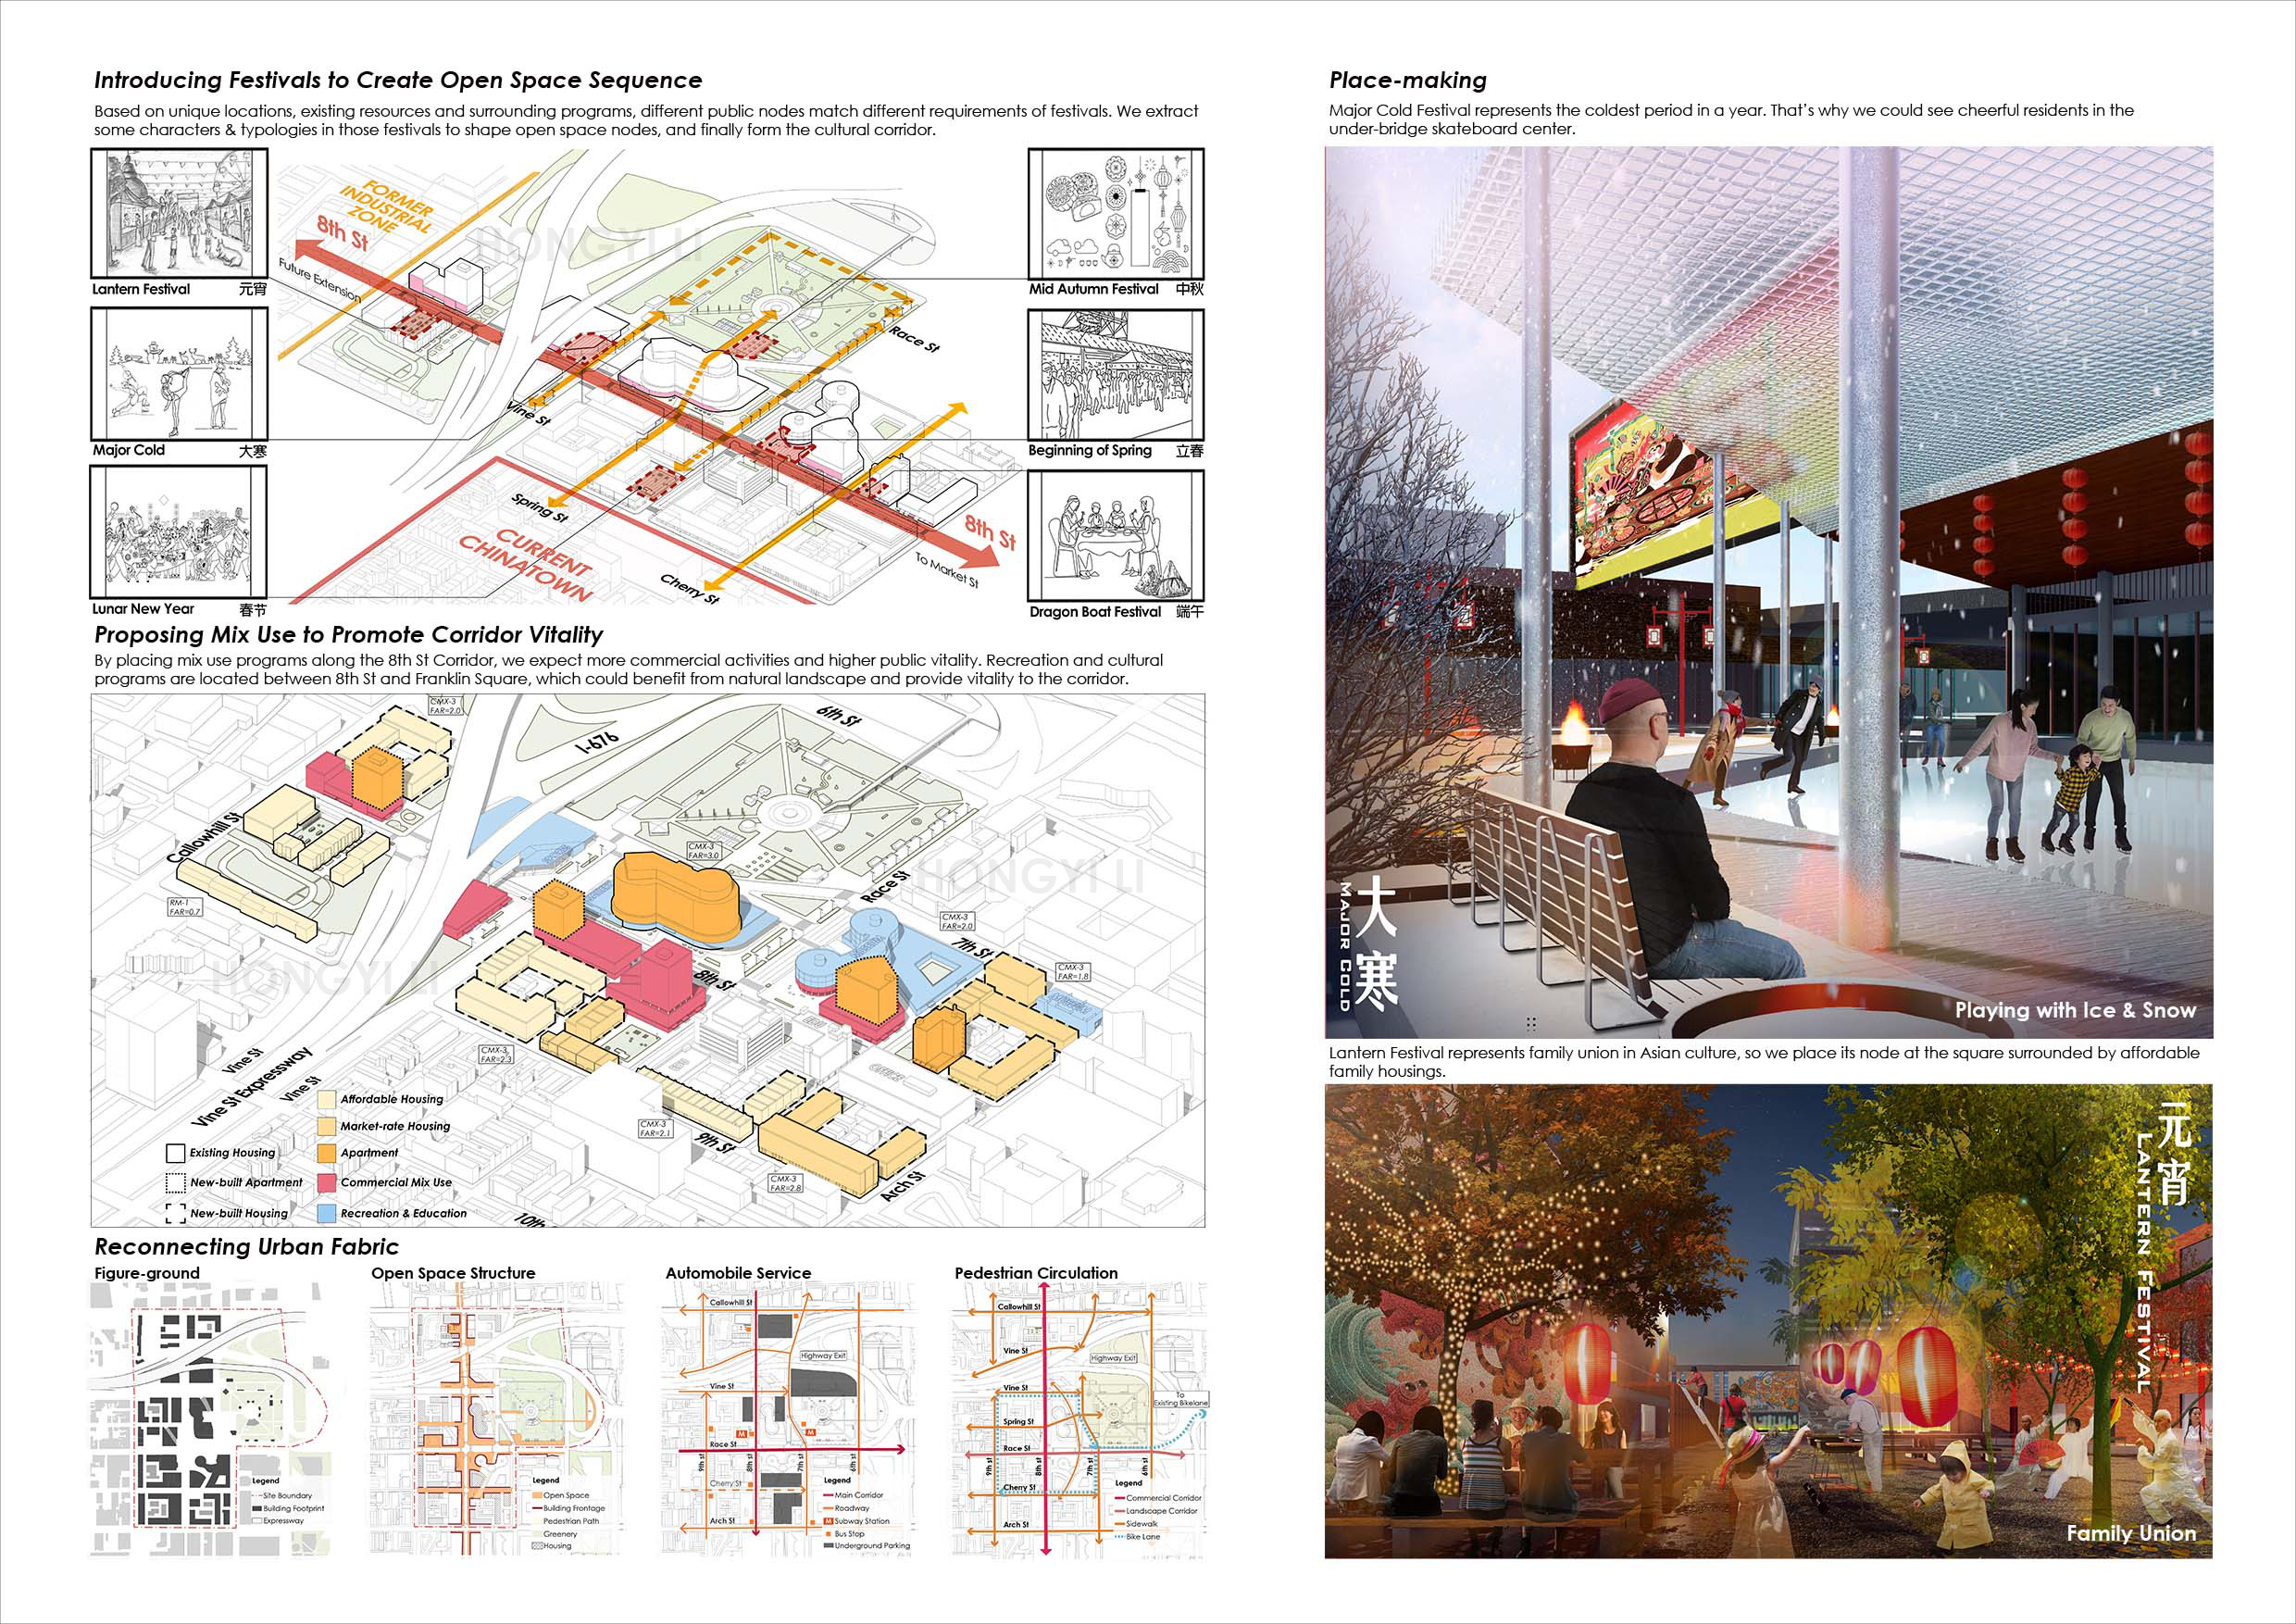 Introducing Festivals to Create Open Space Sequence
Based on unique locations, existing resources and surrounding programs, different public nodes match different requirements of festivals. We extract
some characters & typologies in those festivals to shape open space nodes, and finally form the cultural corridor.
Lantern Festival 元宵
Major Cold 大寒
Lunar New Year 春节
FORMER
INDUSTRIAL
ZONE
8th St
Future Extension
HONGYI LI
Race St
Vine St
Spring St
CURRENT
CHINATOWN
Cherry St
8th St
To Market St
Mid Autumn Festival 中秋
Beginning of Spring 立春
Dragon Boat Festival 端午
Proposing Mix Use to Promote Corridor Vitality
By placing mix use programs along the 8th St Corridor, we expect more commercial activities and higher public vitality. Recreation and cultural
programs are located between 8th St and Franklin Square, which could benefit from natural landscape and provide vitality to the corridor.
CMX-3
FAR=2.0
6th St
I-676
Callowhill St
CMX-3
FAR=3.0
HONGYI LI
Race St
RM-1
FAR=0.7
CMX-3
FAR=2.0
7th St
CMX-3
FAR=1.8
HONGYI LI
8th St
CMX-3
FAR=2.3
Vine St
Vine St Expressway
Vine St
CMX-3
FAR=2.1
9th St
CMX-3
FAR=2.8
Arch St
10th
Affordable Housing
Market-rate Housing
Existing Housing
Apartment
New-built Apartment
Commercial Mix Use
New-built Housing
Recreation & Education
Reconnecting Urban Fabric
Figure-ground
Legend
Site Boundary
Building Footprint
Expressway
Open Space Structure
Legend
Open Space
Building Frontage
Pedestrian Path
Greenery
Housing
Automobile Service
Callowhill St
Highway Exit
Vine St
M
M
Race St
9th St
8th St
7th St
6th St
Cherry St
Arch St
Legend
Main Corridor
Roadway
M Subway Station
Bus Stop
Underground Parking
Pedestrian Circulation
Callowhill St
Vine St
Highway Exit
Vine St
To
Existing Bikelane
Spring St
Race St
9th St
8th St
7th St
6th St
Cherry St
Arch St
Legend
Commercial Corridor
Landscape Corridor
Sidewalk
Bike Lane
Place-making
Major Cold Festival represents the coldest period in a year. That's why we could see cheerful residents in the
under-bridge skateboard center.
大寒
MAJOR COLD
Playing with Ice & Snow
Lantern Festival represents family union in Asian culture, so we place its node at the square surrounded by affordable
family housings.
元宵
LANTERN FESTIVAL
Family Union